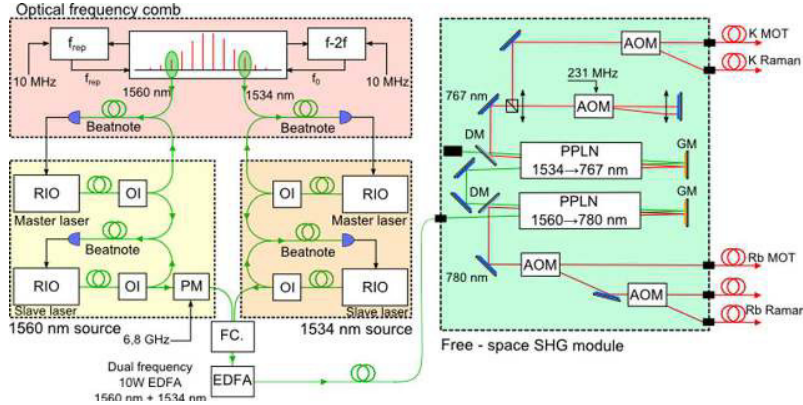 Optical frequency comb
f_rep
f-2f
10 MHz
f_rep
f_0
10 MHz
1560 nm
1534 nm
Beatnote
Beatnote
RIO
OI
OI
RIO
Master laser
Master laser
Beatnote
Beatnote
RIO
OI
PM
OI
RIO
Slave laser
Slave laser
1560 nm source
1534 nm source
6,8 GHz
FC.
Dual frequency
10W EDFA
1560 nm + 1534 nm
EDFA
AOM
K MOT
K Raman
231 MHz
767 nm
AOM
DM
PPLN
1534→767 nm
GM
DM
PPLN
1560→780 nm
GM
780 nm
AOM
Rb MOT
AOM
Rb Raman
Free - space SHG module